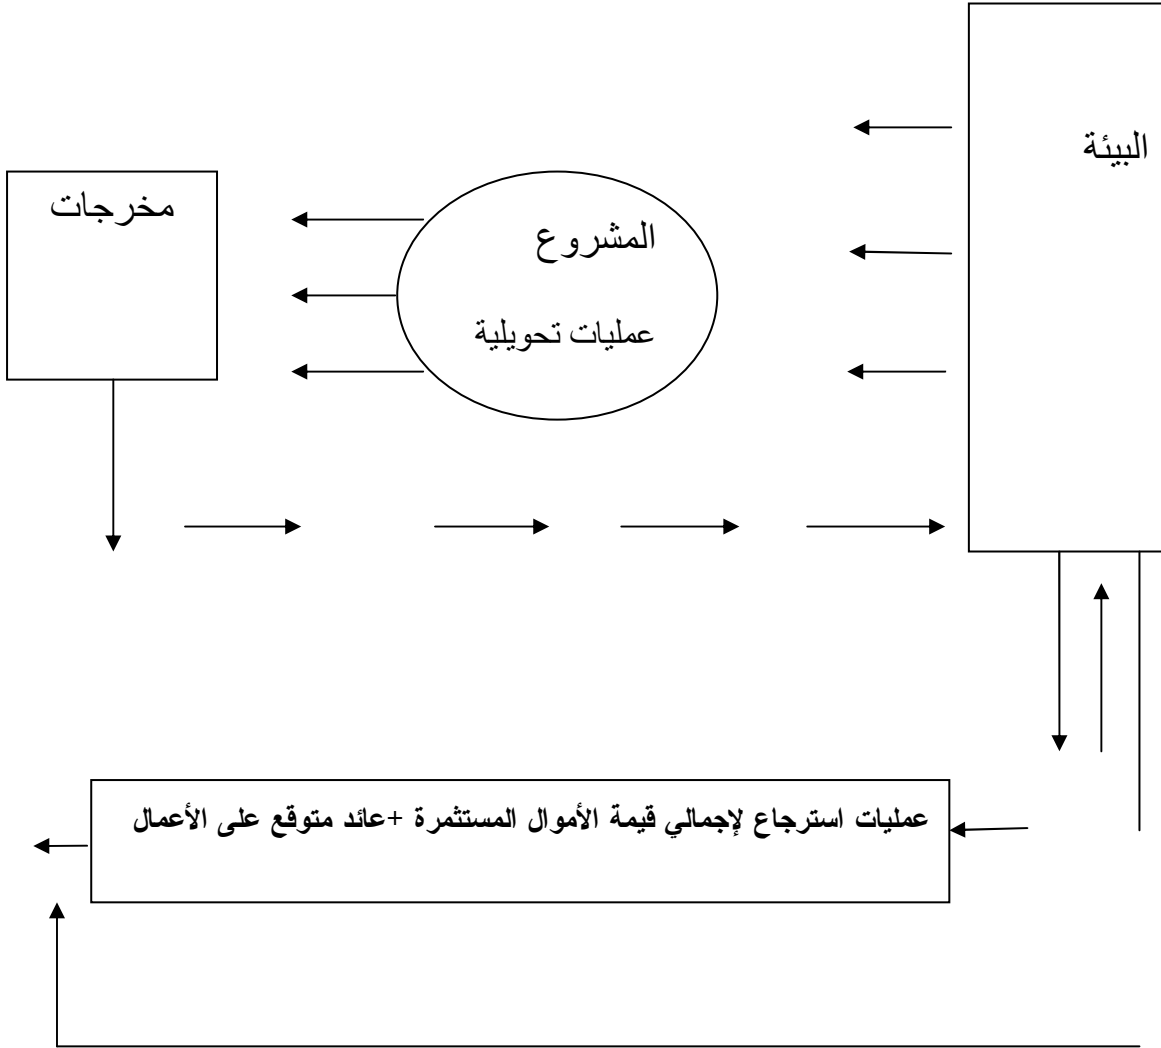 البيئة
المشروع
عمليات تحويلية
مخرجات
عمليات استرجاع لإجمالي قيمة الأموال المستثمرة +عائد متوقع على الأعمال